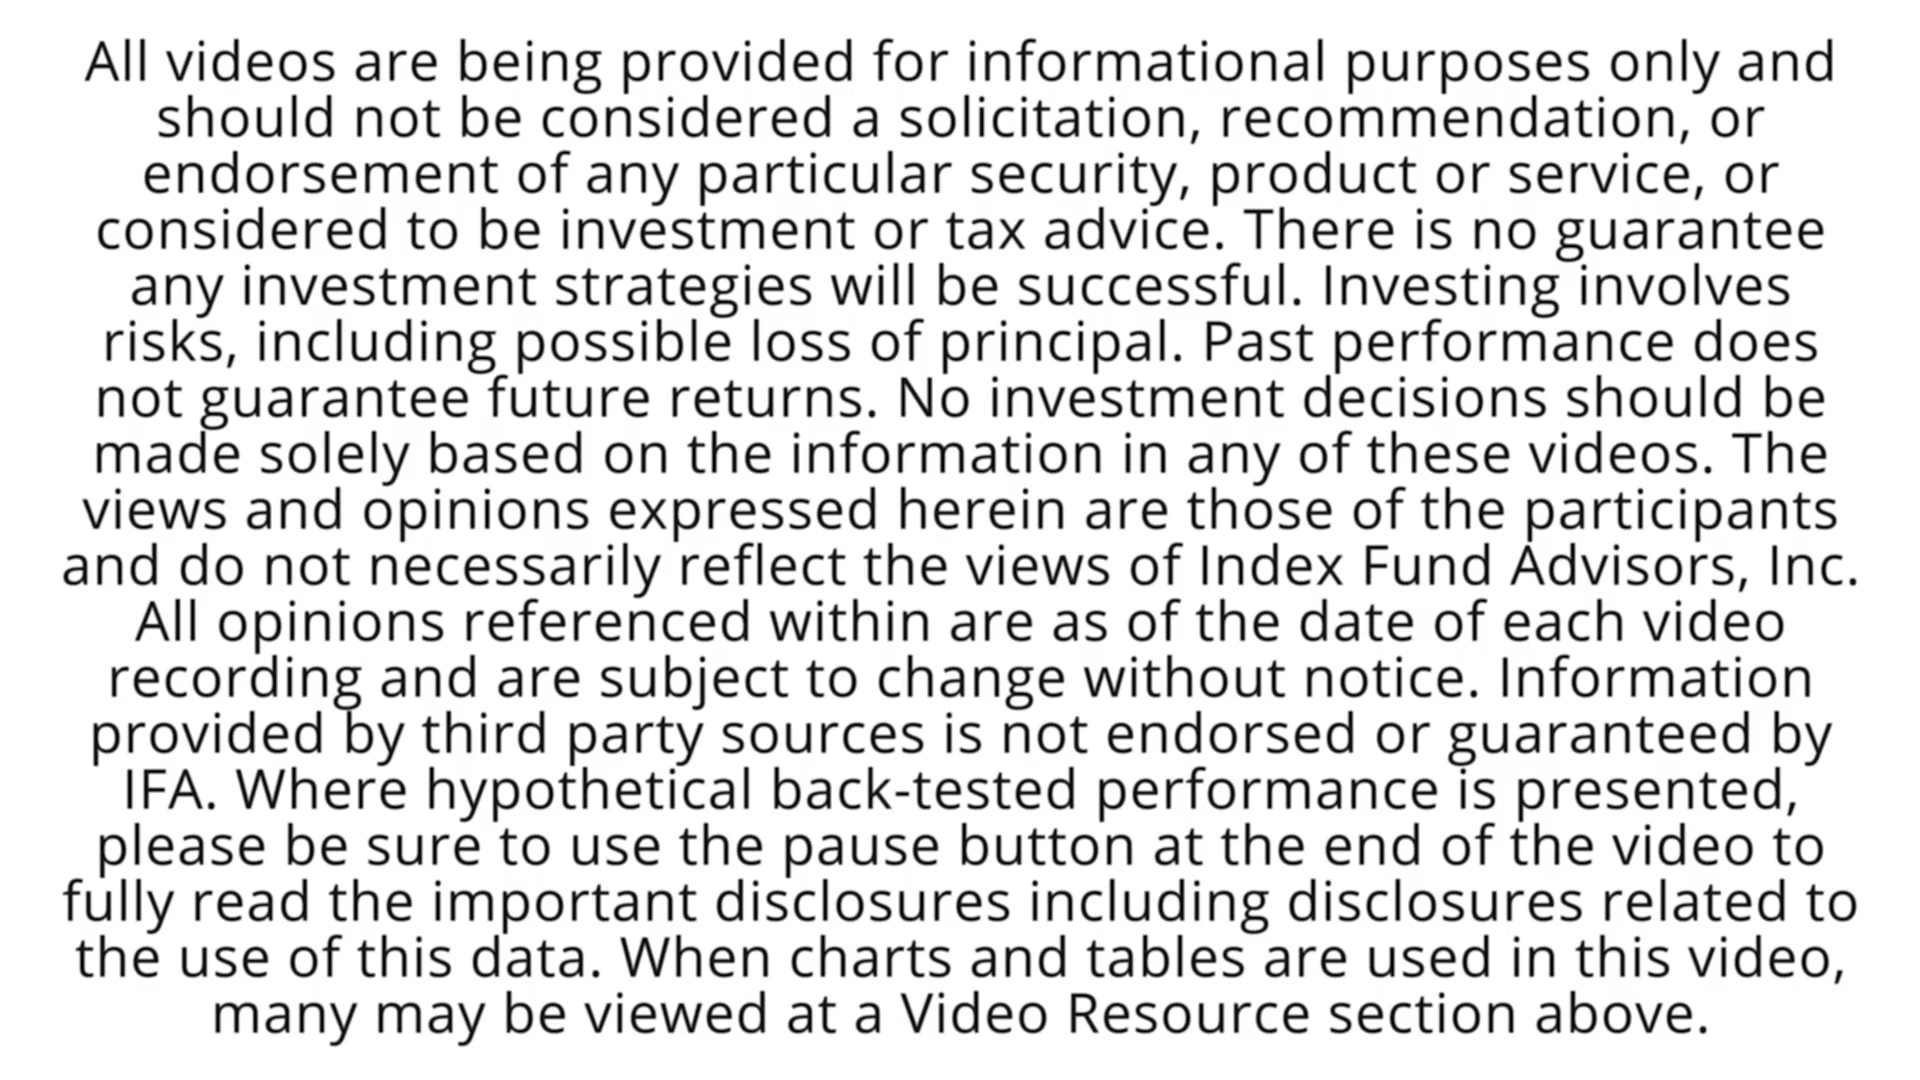 All videos are being provided for informational purposes only and
should not be considered a solicitation, recommendation, or
endorsement of any particular security, product or service, or
considered to be investment or tax advice. There is no guarantee
any investment strategies will be successful. Investing involves
risks, including possible loss of principal. Past performance does
not guarantee future returns. No investment decisions should be
made solely based on the information in any of these videos. The
views and opinions expressed herein are those of the participants
and do not necessarily reflect the views of Index Fund Advisors, Inc.
All opinions referenced within are as of the date of each video
recording and are subject to change without notice. Information
provided by third party sources is not endorsed or guaranteed by
IFA. Where hypothetical back-tested performance is presented,
please be sure to use the pause button at the end of the video to
fully read the important disclosures including disclosures related to
the use of this data. When charts and tables are used in this video,
many may be viewed at a Video Resource section above.